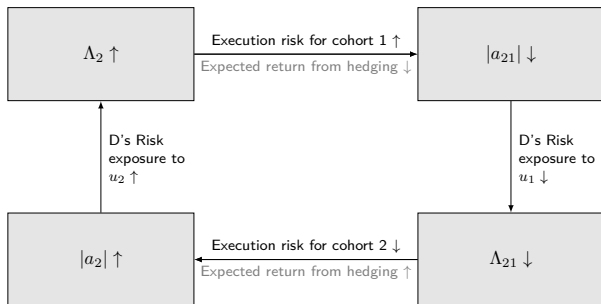 Λ₂ ↑
Execution risk for cohort 1 ↑
Expected return from hedging ↓
|a₂₁| ↓
D's Risk
exposure to
u₂ ↑
D's Risk
exposure to
u₁ ↓
|a₂| ↑
Execution risk for cohort 2 ↓
Expected return from hedging ↑
Λ₂₁ ↓